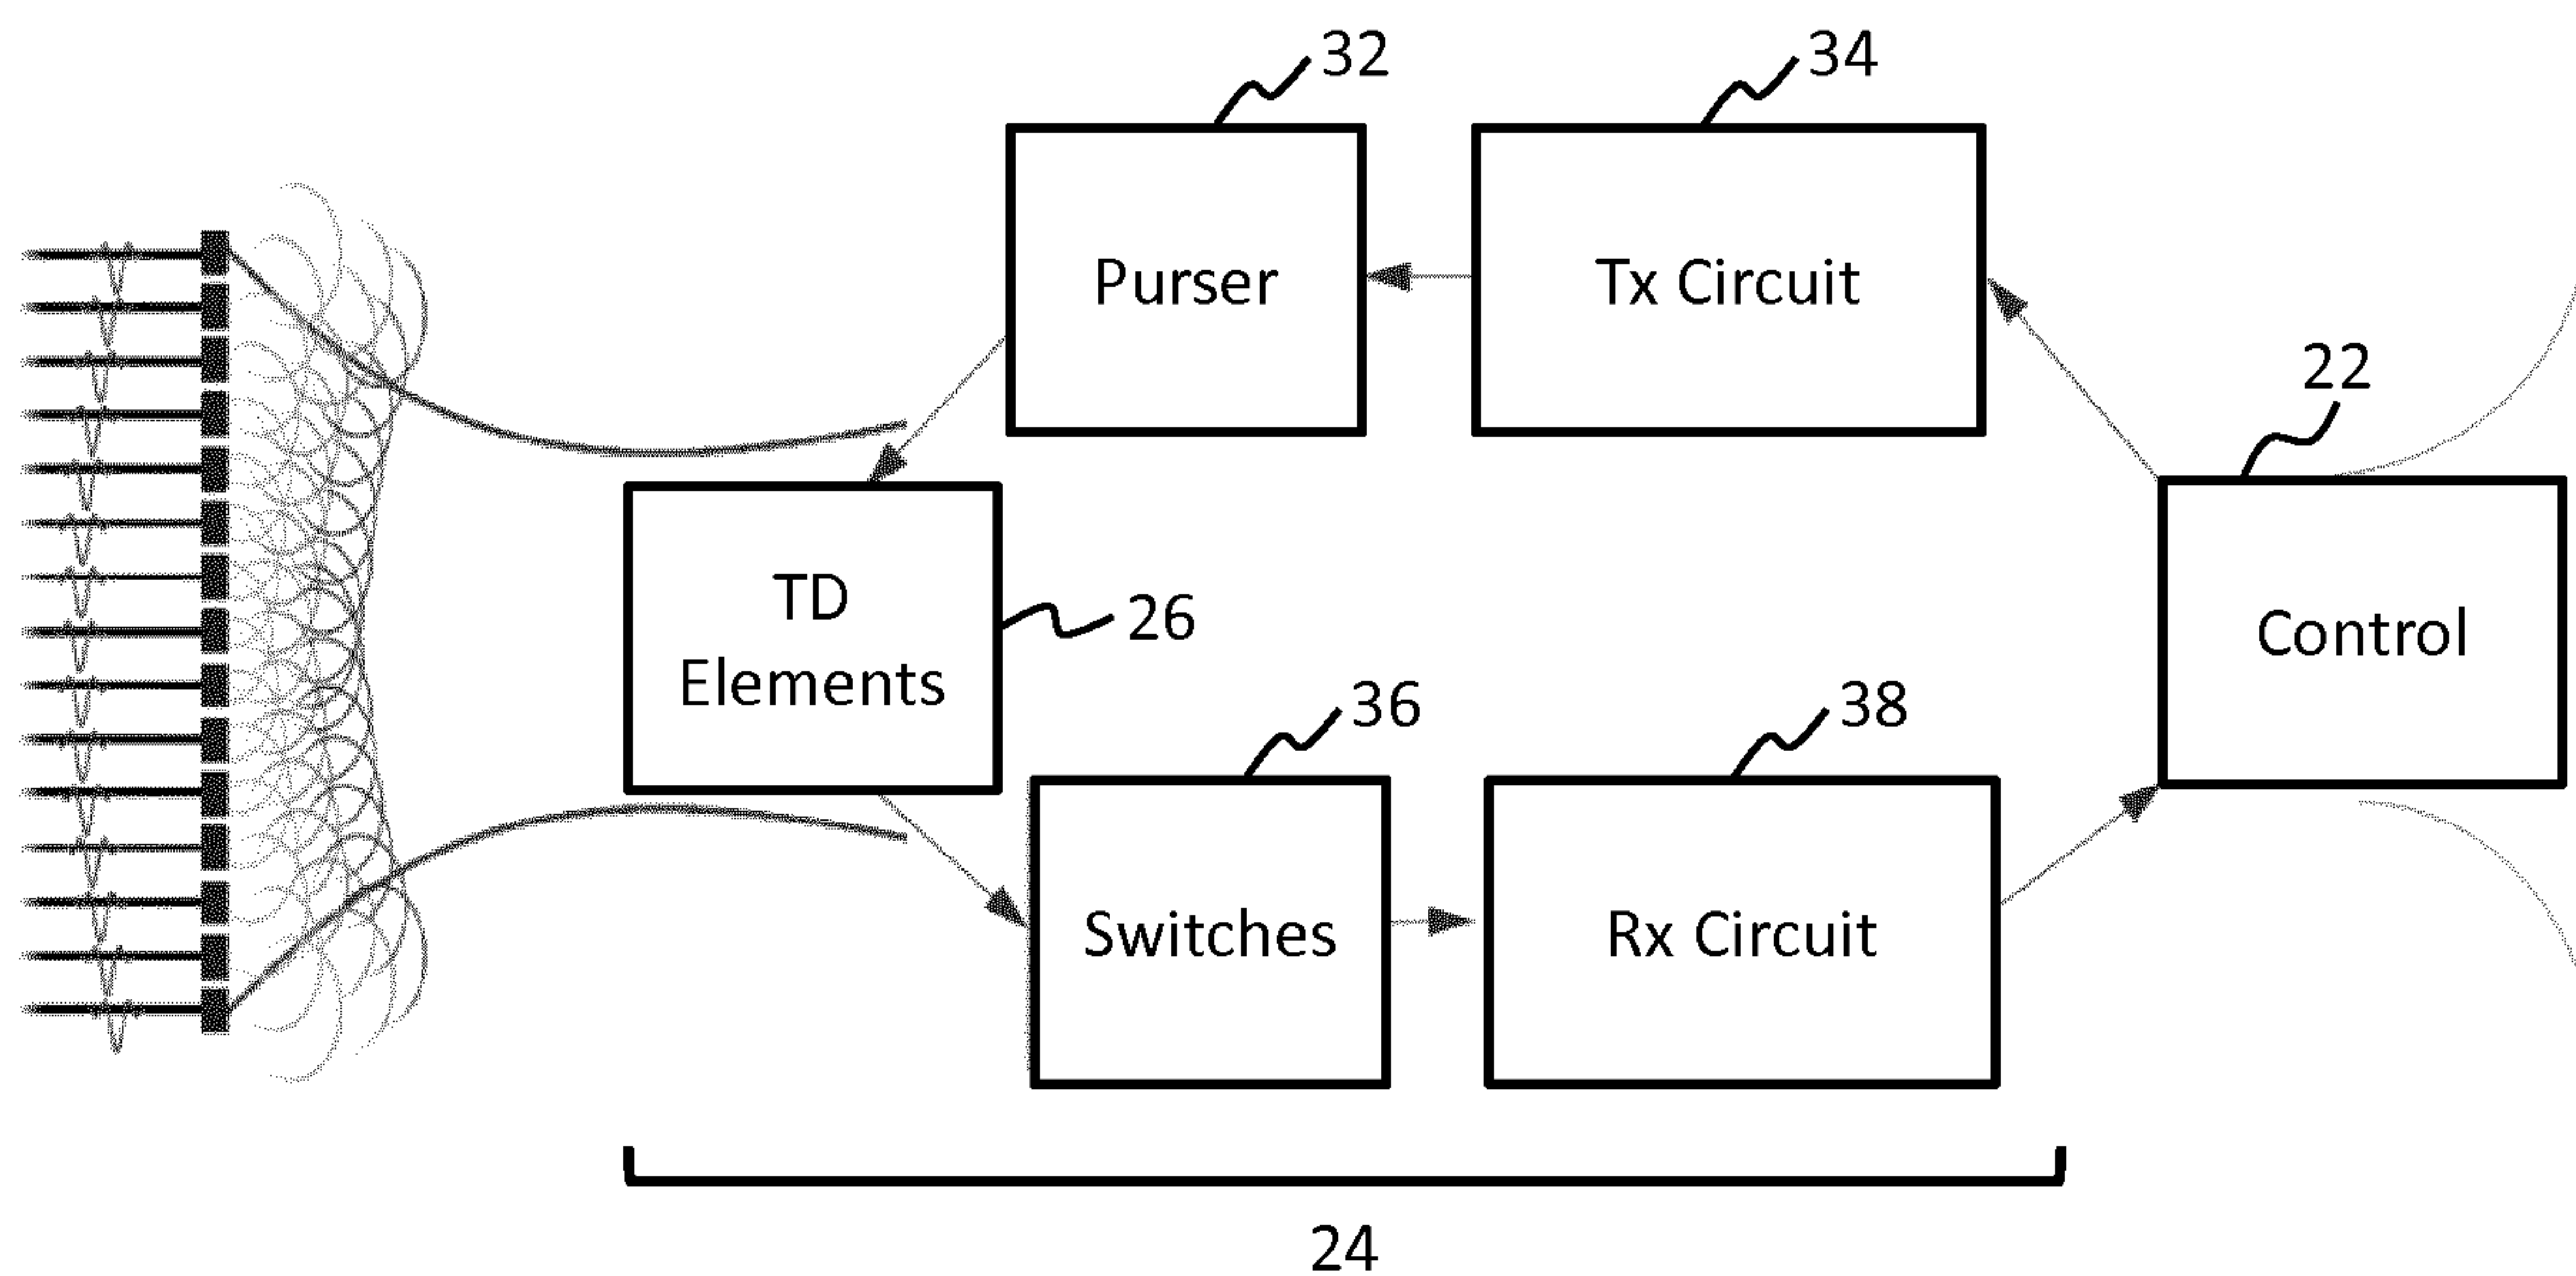 32
34
Purser
Tx Circuit
22
TD
Elements
26
Control
36
38
Switches
Rx Circuit
24